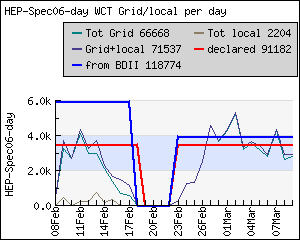 HEP-Spec06-day WCT Grid/local per day
Tot Grid 66668 Tot local 2204
Grid+local 71537 declared 91182
from BDII 118774
HEP-Spec06-day
6.0k
4.0k
2.0k
0.0
08Feb 11Feb 14Feb 17Feb 20Feb 23Feb 26Feb 01Mar 04Mar 07Mar